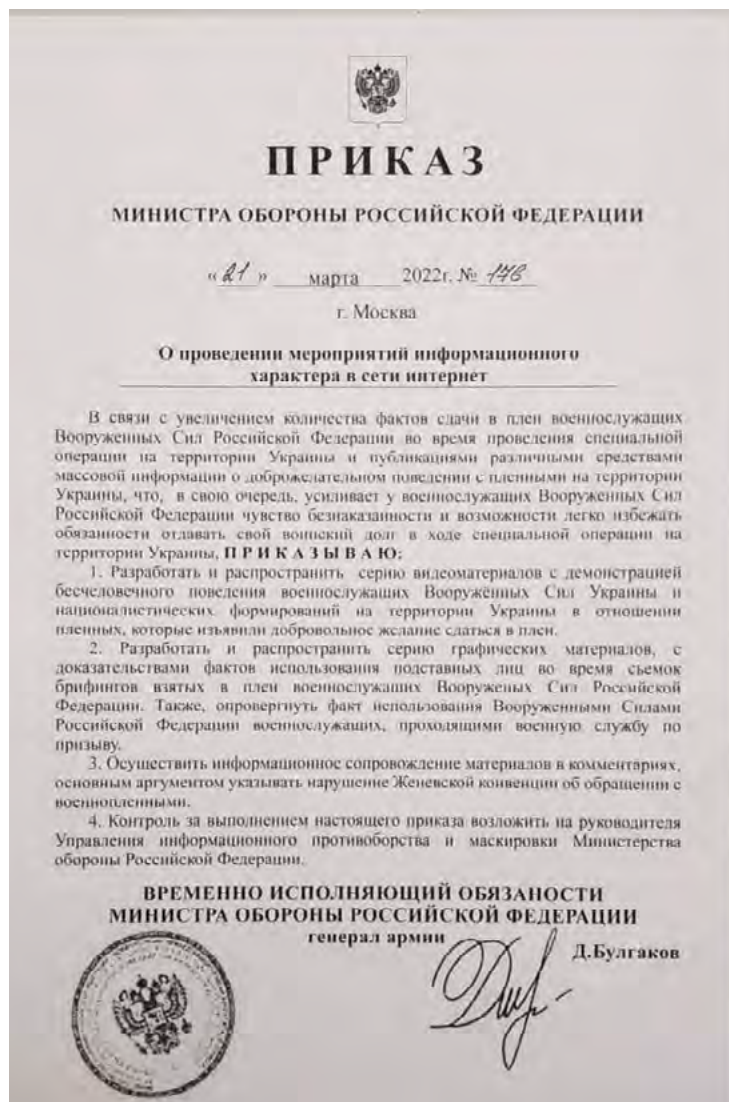 ПРИКАЗ
МИНИСТРА ОБОРОНЫ РОССИЙСКОЙ ФЕДЕРАЦИИ
« 21 » марта 2022г. № 176
г. Москва
О проведении мероприятий информационного
характера в сети интернет
В связи с увеличением количества фактов сдачи в плен военнослужащих
Вооруженных Сил Российской Федерации во время проведения специальной
операции на территории Украины и публикациями различными средствами
массовой информации о доброжелательном поведении с пленными на территории
Украины, что, в свою очередь, усиливает у военнослужащих Вооруженных Сил
Российской Федерации чувство безнаказанности и возможности легко избежать
обязанности отдавать свой воинский долг в ходе специальной операции на
территории Украины, П Р И К А З Ы В А Ю:
1. Разработать и распространить серию видеоматериалов с демонстрацией
бесчеловечного поведения военнослужащих Вооружённых Сил Украины и
националистических формирований на территории Украины в отношении
пленных, которые изъявили добровольное желание сдаться в плен.
2. Разработать и распространить серию графических материалов, с
доказательствами фактов использования подставных лиц во время съемок
брифингов взятых в плен военнослужащих Вооруженых Сил Российской
Федерации. Также, опровергнуть факт использования Вооруженными Силами
Российской Федерации военнослужащих, проходящими военную службу по
призыву.
3. Осуществить информационное сопровождение материалов в комментариях,
основным аргументом указывать нарушение Женевской конвенции об обращении с
военнопленными.
4. Контроль за выполнением настоящего приказа возложить на руководителя
Управления информационного противоборства и маскировки Министерства
обороны Российской Федерации.
ВРЕМЕННО ИСПОЛНЯЮЩИЙ ОБЯЗАНОСТИ
МИНИСТРА ОБОРОНЫ РОССИЙСКОЙ ФЕДЕРАЦИИ
генерал армии
Д.Булгаков